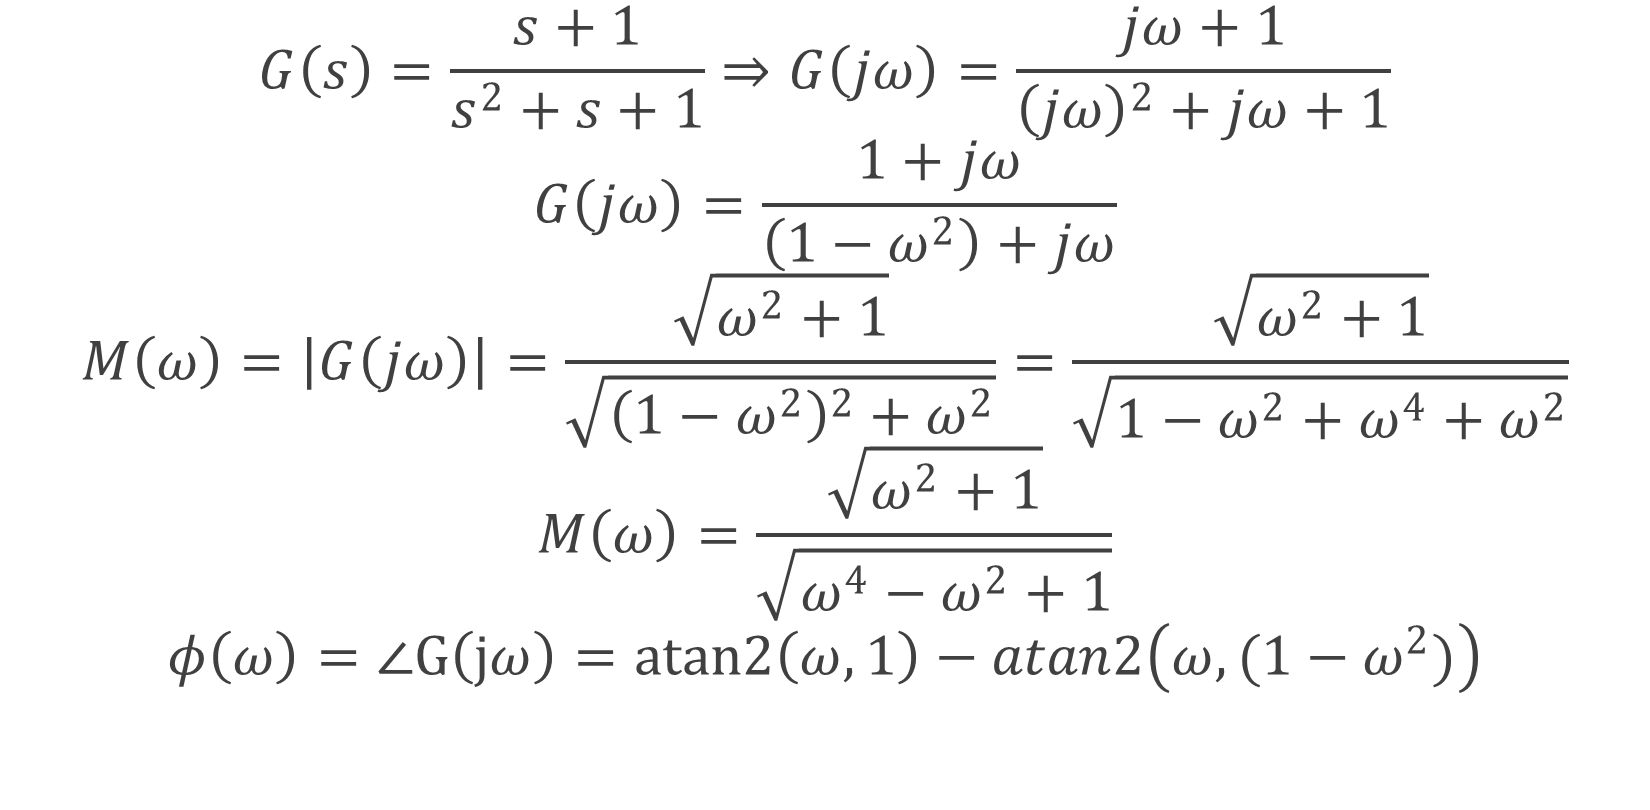 G(s) = (s + 1)/(s² + s + 1) ⇒ G(jω) = (jω + 1)/((jω)² + jω + 1)
G(jω) = (1 + jω)/((1 − ω²) + jω)
M(ω) = |G(jω)| = √(ω² + 1)/√((1 − ω²)² + ω²) = √(ω² + 1)/√(1 − ω² + ω⁴ + ω²)
M(ω) = √(ω² + 1)/√(ω⁴ − ω² + 1)
ϕ(ω) = ∠G(jω) = atan2(ω, 1) − atan2(ω, (1 − ω²))